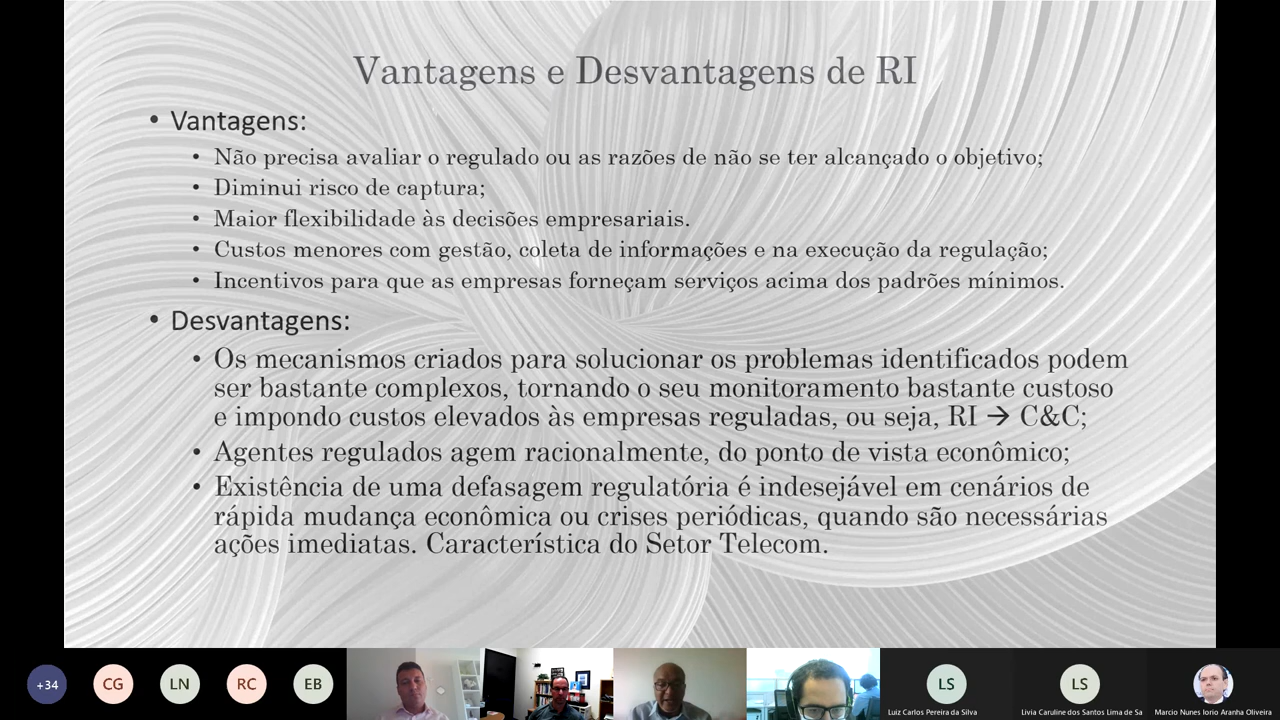 Vantagens e Desvantagens de RI
• Vantagens:
• Não precisa avaliar o regulado ou as razões de não se ter alcançado o objetivo;
• Diminui risco de captura;
• Maior flexibilidade às decisões empresariais.
• Custos menores com gestão, coleta de informações e na execução da regulação;
• Incentivos para que as empresas forneçam serviços acima dos padrões mínimos.
• Desvantagens:
• Os mecanismos criados para solucionar os problemas identificados podem
ser bastante complexos, tornando o seu monitoramento bastante custoso
e impondo custos elevados às empresas reguladas, ou seja, RI → C&C;
• Agentes regulados agem racionalmente, do ponto de vista econômico;
• Existência de uma defasagem regulatória é indesejável em cenários de
rápida mudança econômica ou crises periódicas, quando são necessárias
ações imediatas. Característica do Setor Telecom.
+34
CG
LN
RC
EB
LS
Luiz Carlos Pereira da Silva
LS
Livia Caruline dos Santos Lima de Sa
Marcio Nunes Iorio Aranha Oliveira